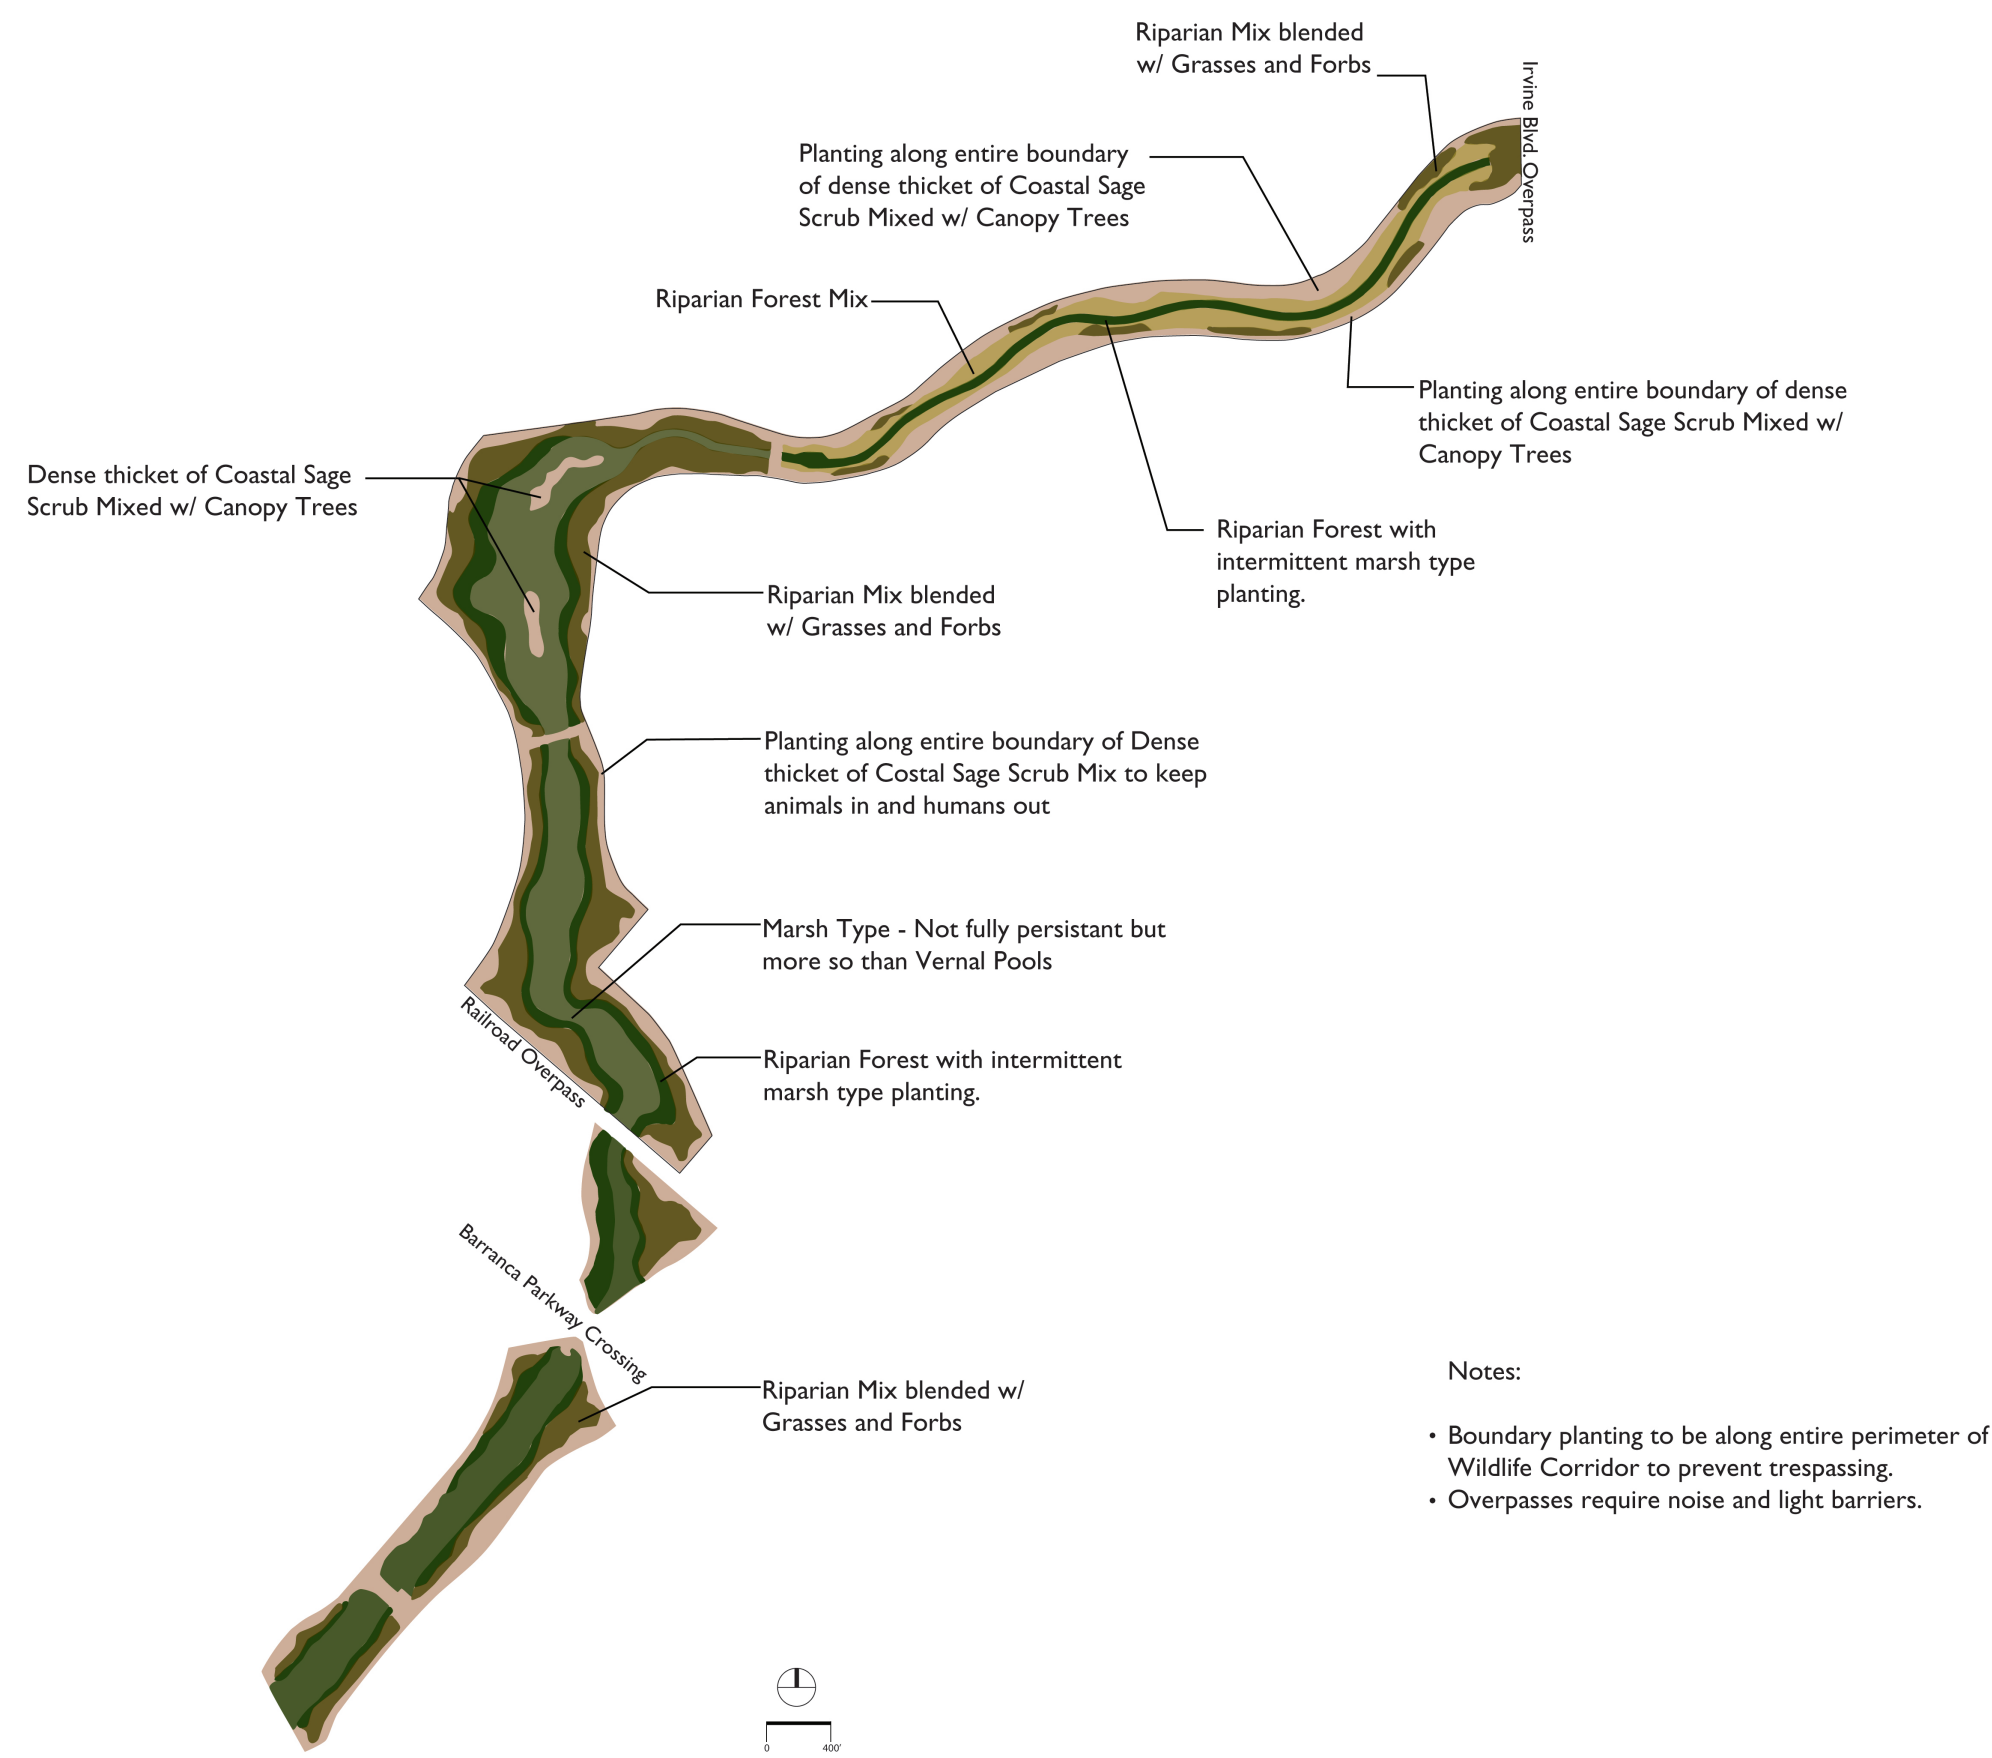 Riparian Mix blended
w/ Grasses and Forbs
Irvine Blvd. Overpass
Planting along entire boundary
of dense thicket of Coastal Sage
Scrub Mixed w/ Canopy Trees
Riparian Forest Mix
Planting along entire boundary of dense
thicket of Coastal Sage Scrub Mixed w/
Canopy Trees
Dense thicket of Coastal Sage
Scrub Mixed w/ Canopy Trees
Riparian Forest with
intermittent marsh type
planting.
Riparian Mix blended
w/ Grasses and Forbs
Planting along entire boundary of Dense
thicket of Costal Sage Scrub Mix to keep
animals in and humans out
Marsh Type - Not fully persistant but
more so than Vernal Pools
Railroad Overpass
Riparian Forest with intermittent
marsh type planting.
Barranca Parkway Crossing
Riparian Mix blended w/
Grasses and Forbs
Notes:
• Boundary planting to be along entire perimeter of
Wildlife Corridor to prevent trespassing.
• Overpasses require noise and light barriers.
0 400'